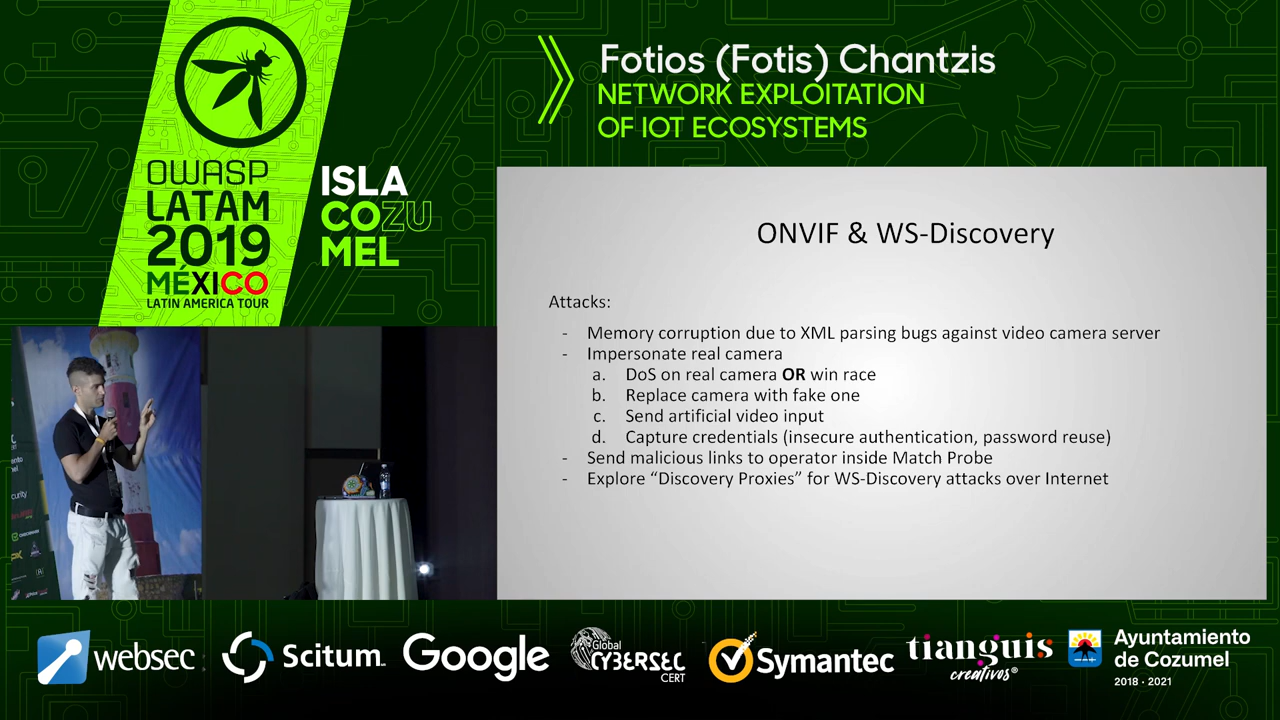 OWASP
LATAM
2019
MÉXICO
LATIN AMERICA TOUR
ISLA
COZU
MEL
Fotios (Fotis) Chantzis
NETWORK EXPLOITATION
OF IOT ECOSYSTEMS
ONVIF & WS-Discovery
Attacks:
- Memory corruption due to XML parsing bugs against video camera server
- Impersonate real camera
a. DoS on real camera OR win race
b. Replace camera with fake one
c. Send artificial video input
d. Capture credentials (insecure authentication, password reuse)
- Send malicious links to operator inside Match Probe
- Explore “Discovery Proxies” for WS-Discovery attacks over Internet
websec
Scitum
Google
Global
CYBERSEC
CERT
Symantec
tianguis
creativos®
Ayuntamiento
de Cozumel
2018 · 2021